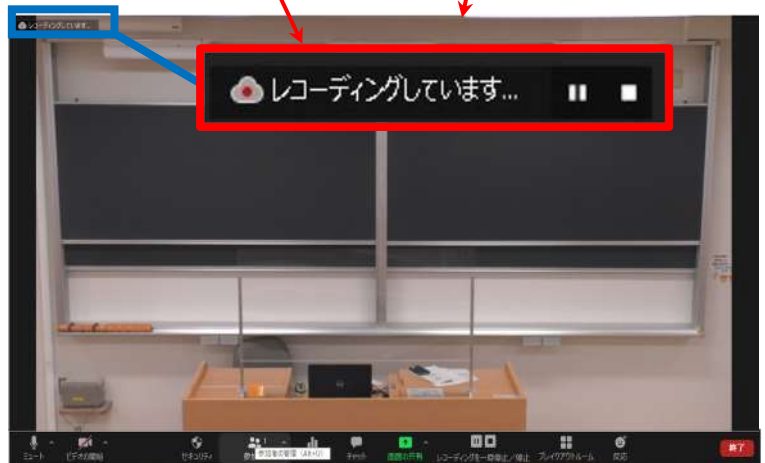 レコーディングしています...
レコーディングしています...
ミュート
ビデオの開始
セキュリティ
1
参加者の管理 (Alt+U)
チャット
画面の共有
レコーディングを一時停止/停止
ブレイクアウトルーム
反応
終了